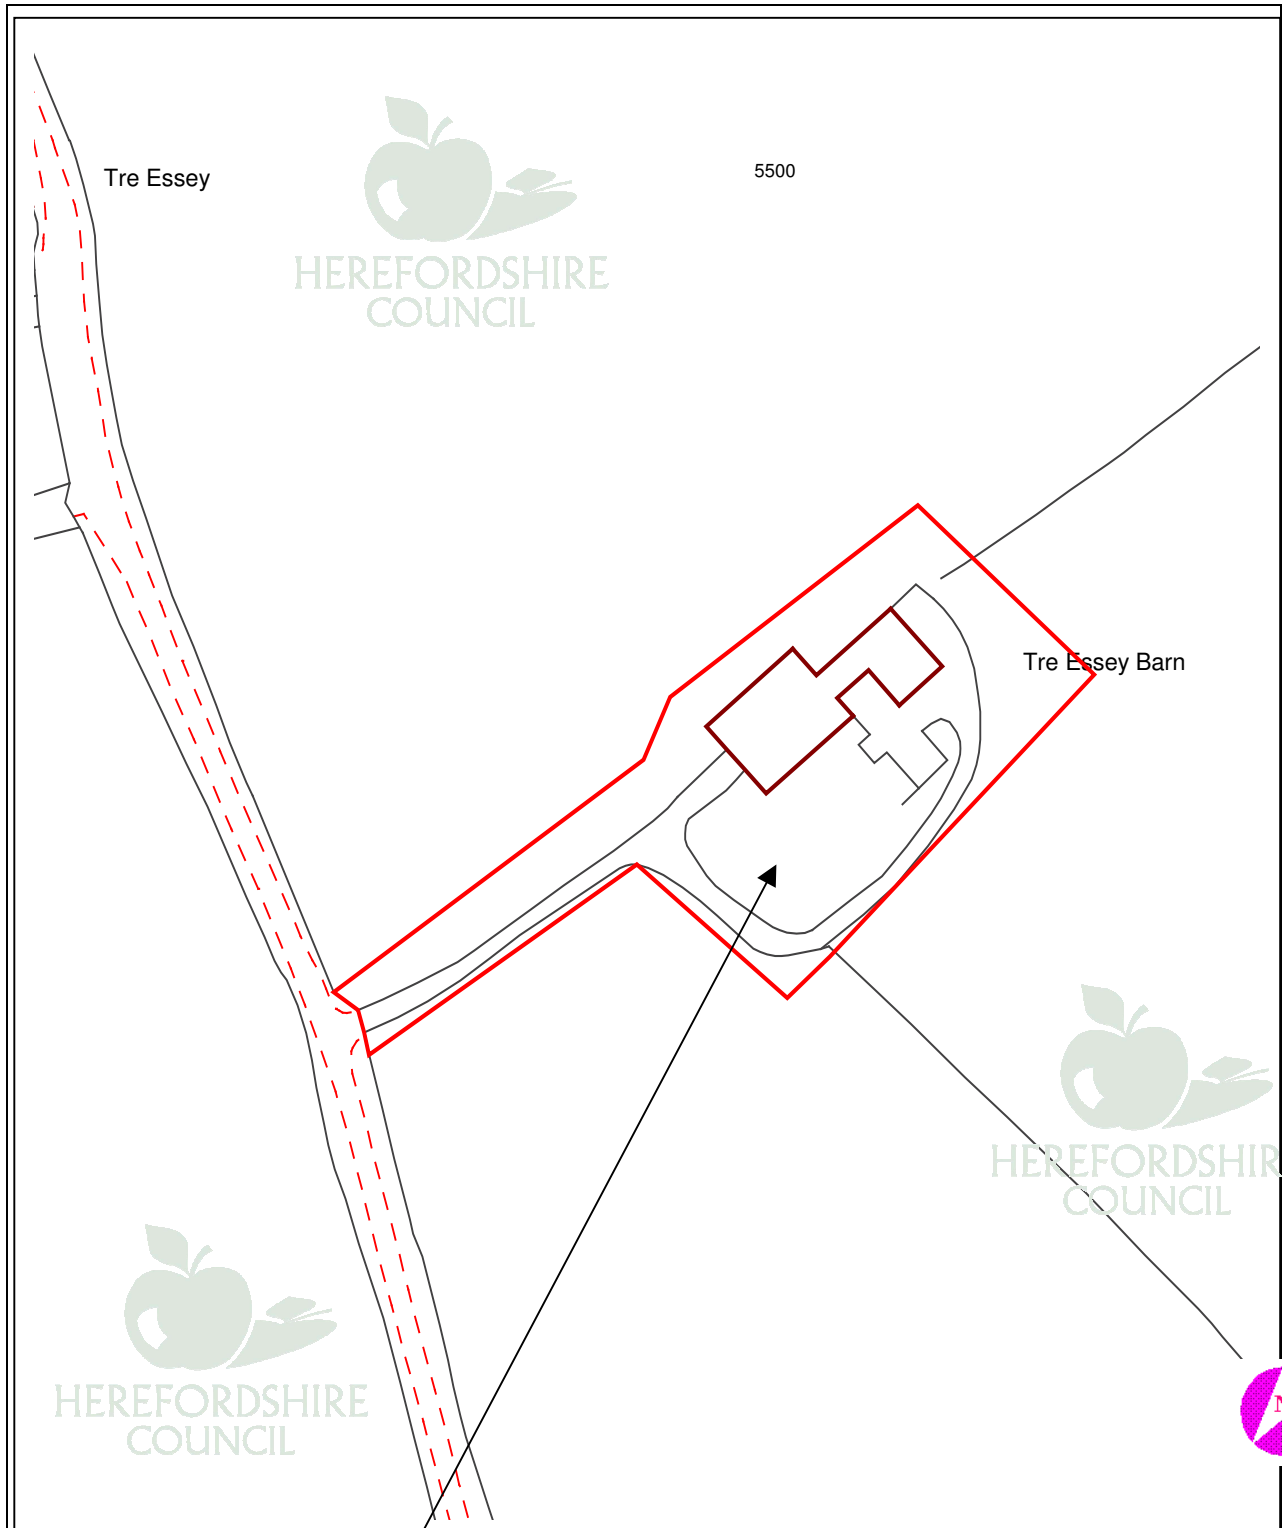 Tre Essey
5500
HEREFORDSHIRE
COUNCIL
Tre Essey Barn
HEREFORDSHIR
COUNCIL
HEREFORDSHIRE
COUNCIL
N